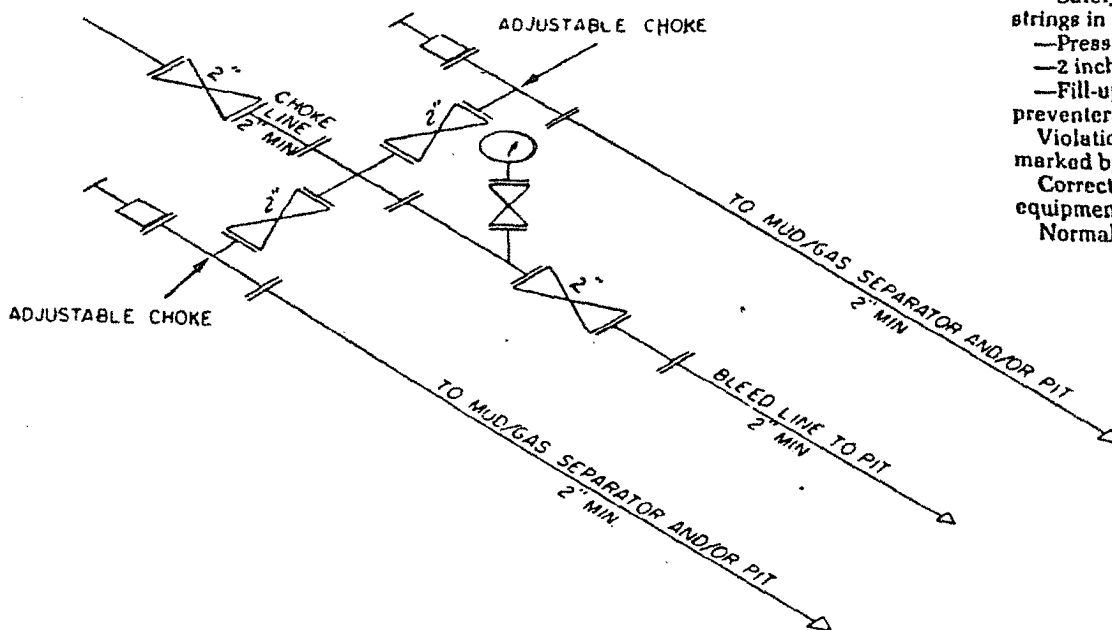 ADJUSTABLE CHOKE
2"
CHOKE
LINE
2" MIN
2"
2"
ADJUSTABLE CHOKE
2"
TO MUD/GAS SEPARATOR AND/OR PIT
2" MIN
BLEED LINE TO PIT
2" MIN
TO MUD/GAS SEPARATOR AND/OR PIT
2" MIN.
strings in
—Press
—2 inch
—Fill-up
preventer
Violatio
marked b
Correct
equipmen
Normal